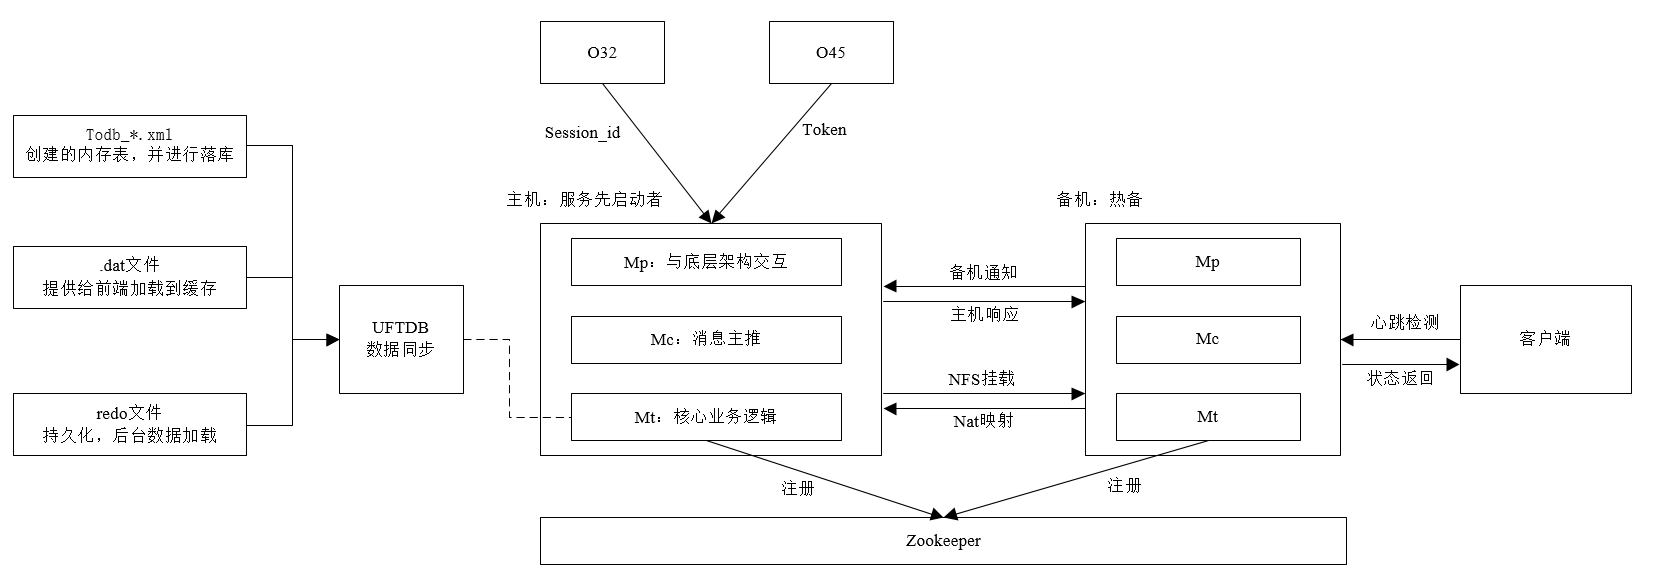 O32
O45
Session_id
Token
Todb_*.xml
创建的内存表，并进行落库
.dat文件
提供给前端加载到缓存
redo文件
持久化，后台数据加载
UFTDB
数据同步
主机：服务先启动者
Mp：与底层架构交互
Mc：消息主推
Mt：核心业务逻辑
备机通知
主机响应
NFS挂载
Nat映射
备机：热备
Mp
Mc
Mt
心跳检测
状态返回
客户端
注册
注册
Zookeeper